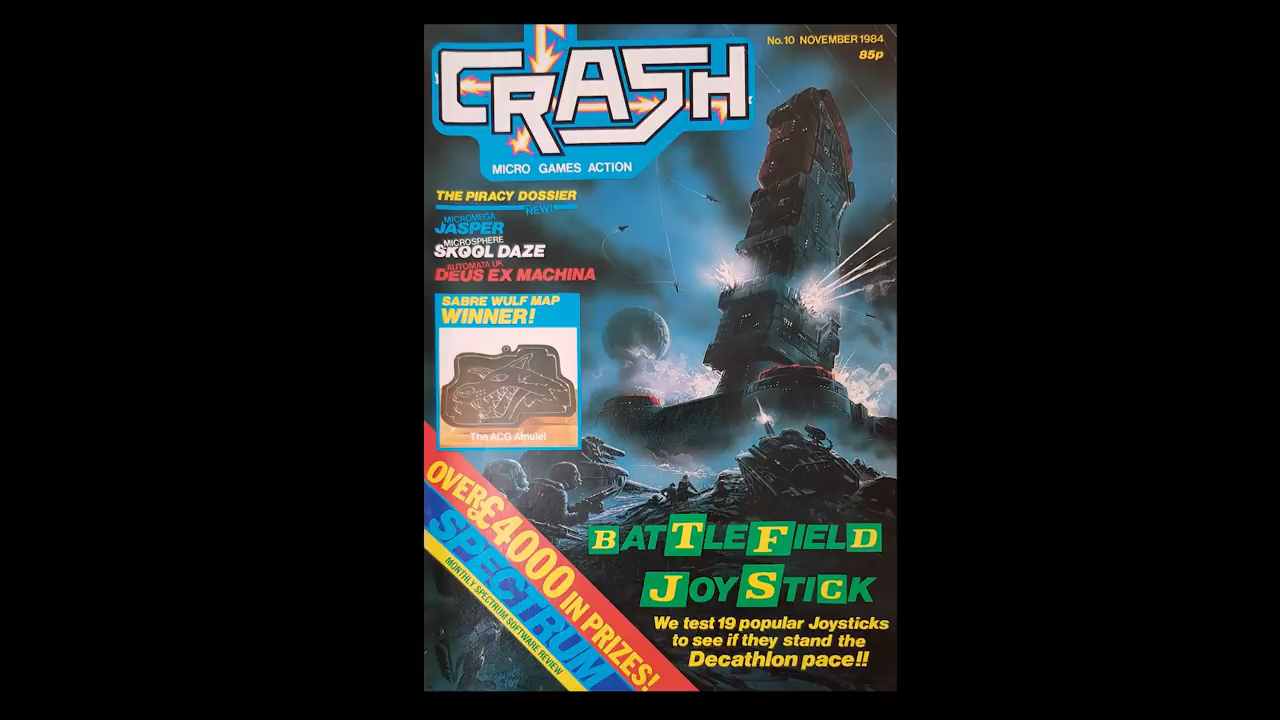 No.10 NOVEMBER 1984
85p
CRASH
MICRO GAMES ACTION
THE PIRACY DOSSIER
NEW!
MICROMEGA
JASPER
MICROSPHERE
SKOOL DAZE
AUTOMATA UK
DEUS EX MACHINA
SABRE WULF MAP
WINNER!
The ACG Amulet
OVER £4000 IN PRIZES!
SPECTRUM
MONTHLY SPECTRUM SOFTWARE REVIEW
BATTLEFIELD
JOYSTICK
We test 19 popular Joysticks
to see if they stand the
Decathlon pace!!